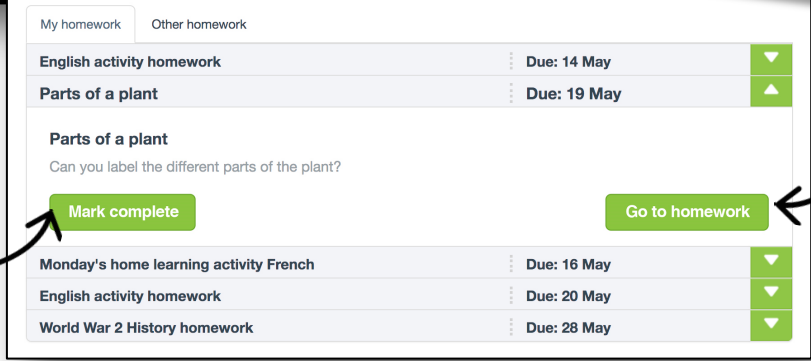 My homework Other homework
English activity homework Due: 14 May
Parts of a plant Due: 19 May
Parts of a plant
Can you label the different parts of the plant?
Mark complete Go to homework
Monday's home learning activity French Due: 16 May
English activity homework Due: 20 May
World War 2 History homework Due: 28 May